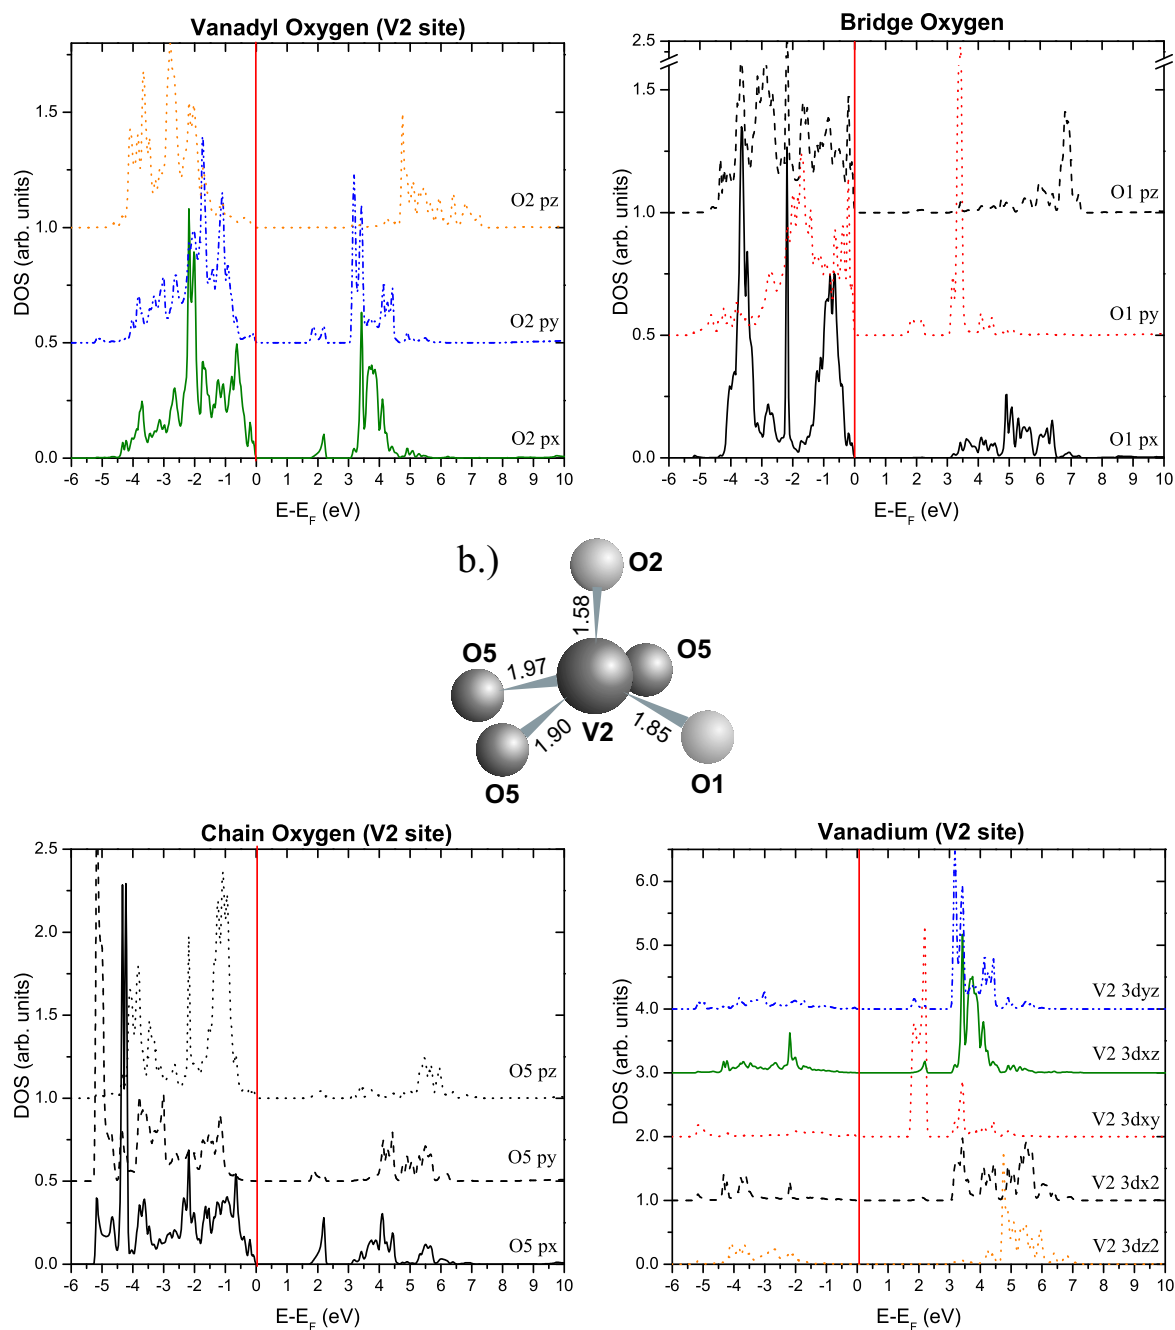 Vanadyl Oxygen (V2 site)
DOS (arb. units)
1.5
1.0
0.5
0.0
O2 pz
O2 py
O2 px
-6 -5 -4 -3 -2 -1 0 1 2 3 4 5 6 7 8 9 10
E-E_F (eV)
Bridge Oxygen
DOS (arb. units)
2.5
1.5
1.0
0.5
0.0
O1 pz
O1 py
O1 px
-6 -5 -4 -3 -2 -1 0 1 2 3 4 5 6 7 8 9 10
E-E_F (eV)
b.)
O2
1.58
O5
1.97
O5
1.90
V2
1.85
O5
O1
Chain Oxygen (V2 site)
DOS (arb. units)
2.5
2.0
1.5
1.0
0.5
0.0
O5 pz
O5 py
O5 px
-6 -5 -4 -3 -2 -1 0 1 2 3 4 5 6 7 8 9 10
E-E_F (eV)
Vanadium (V2 site)
DOS (arb. units)
6.0
5.0
4.0
3.0
2.0
1.0
0.0
V2 3dyz
V2 3dxz
V2 3dxy
V2 3dx2
V2 3dz2
-6 -5 -4 -3 -2 -1 0 1 2 3 4 5 6 7 8 9 10
E-E_F (eV)